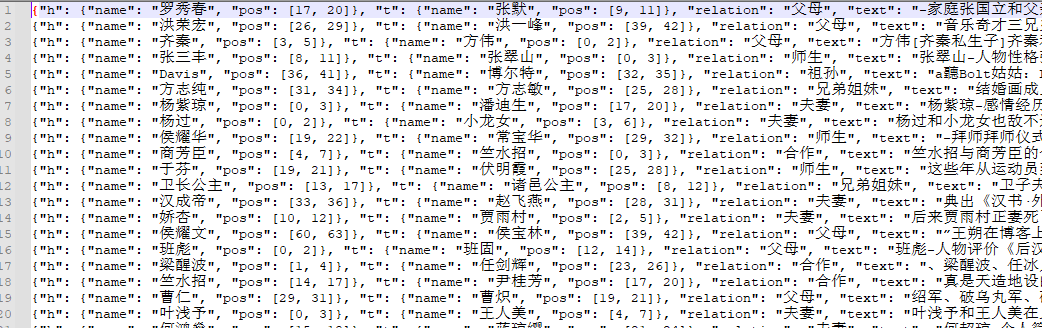 1 {"h": {"name": "罗秀春", "pos": [17, 20]}, "t": {"name": "张默", "pos": [9, 11]}, "relation": "父母", "text": "-家庭张国立和父
2 {"h": {"name": "洪荣宏", "pos": [26, 29]}, "t": {"name": "洪一峰", "pos": [39, 42]}, "relation": "父母", "text": "音乐奇才三兄
3 {"h": {"name": "齐秦", "pos": [3, 5]}, "t": {"name": "方伟", "pos": [0, 2]}, "relation": "父母", "text": "方伟[齐秦私生子]齐秦
4 {"h": {"name": "张三丰", "pos": [8, 11]}, "t": {"name": "张翠山", "pos": [0, 3]}, "relation": "师生", "text": "张翠山-人物性格
5 {"h": {"name": "Davis", "pos": [36, 41]}, "t": {"name": "博尔特", "pos": [32, 35]}, "relation": "祖孙", "text": "a聽Bolt姑姑:
6 {"h": {"name": "方志纯", "pos": [31, 34]}, "t": {"name": "方志敏", "pos": [25, 28]}, "relation": "兄弟姐妹", "text": "结婚画成
7 {"h": {"name": "杨紫琼", "pos": [0, 3]}, "t": {"name": "潘迪生", "pos": [17, 20]}, "relation": "夫妻", "text": "杨紫琼-感情经历
8 {"h": {"name": "杨过", "pos": [0, 2]}, "t": {"name": "小龙女", "pos": [3, 6]}, "relation": "夫妻", "text": "杨过和小龙女也敌不
9 {"h": {"name": "侯耀华", "pos": [19, 22]}, "t": {"name": "常宝华", "pos": [29, 32]}, "relation": "师生", "text": "-拜师拜师仪式
10 {"h": {"name": "商芳臣", "pos": [4, 7]}, "t": {"name": "竺水招", "pos": [0, 3]}, "relation": "合作", "text": "竺水招与商芳臣的
11 {"h": {"name": "于芬", "pos": [19, 21]}, "t": {"name": "伏明霞", "pos": [25, 28]}, "relation": "师生", "text": "这些年从运动员
12 {"h": {"name": "卫长公主", "pos": [13, 17]}, "t": {"name": "诸邑公主", "pos": [8, 12]}, "relation": "兄弟姐妹", "text": "卫子夫
13 {"h": {"name": "汉成帝", "pos": [33, 36]}, "t": {"name": "赵飞燕", "pos": [28, 31]}, "relation": "夫妻", "text": "典出《汉书·外
14 {"h": {"name": "娇杏", "pos": [10, 12]}, "t": {"name": "贾雨村", "pos": [2, 5]}, "relation": "夫妻", "text": "后来贾雨村正妻死
15 {"h": {"name": "侯耀文", "pos": [60, 63]}, "t": {"name": "侯宝林", "pos": [39, 42]}, "relation": "父母", "text": "“王朔在博客上
16 {"h": {"name": "班彪", "pos": [0, 2]}, "t": {"name": "班固", "pos": [12, 14]}, "relation": "父母", "text": "班彪-人物评价《后汉
17 {"h": {"name": "梁醒波", "pos": [1, 4]}, "t": {"name": "任剑辉", "pos": [23, 26]}, "relation": "合作", "text": "、梁醒波、任冰
18 {"h": {"name": "竺水招", "pos": [14, 17]}, "t": {"name": "尹桂芳", "pos": [17, 20]}, "relation": "合作", "text": "真是天造地设
19 {"h": {"name": "曹仁", "pos": [29, 31]}, "t": {"name": "曹炽", "pos": [19, 21]}, "relation": "父母", "text": "绍军、破乌丸军、
20 {"h": {"name": "叶浅予", "pos": [0, 3]}, "t": {"name": "王人美", "pos": [4, 7]}, "relation": "夫妻", "text": "叶浅予和王人美在